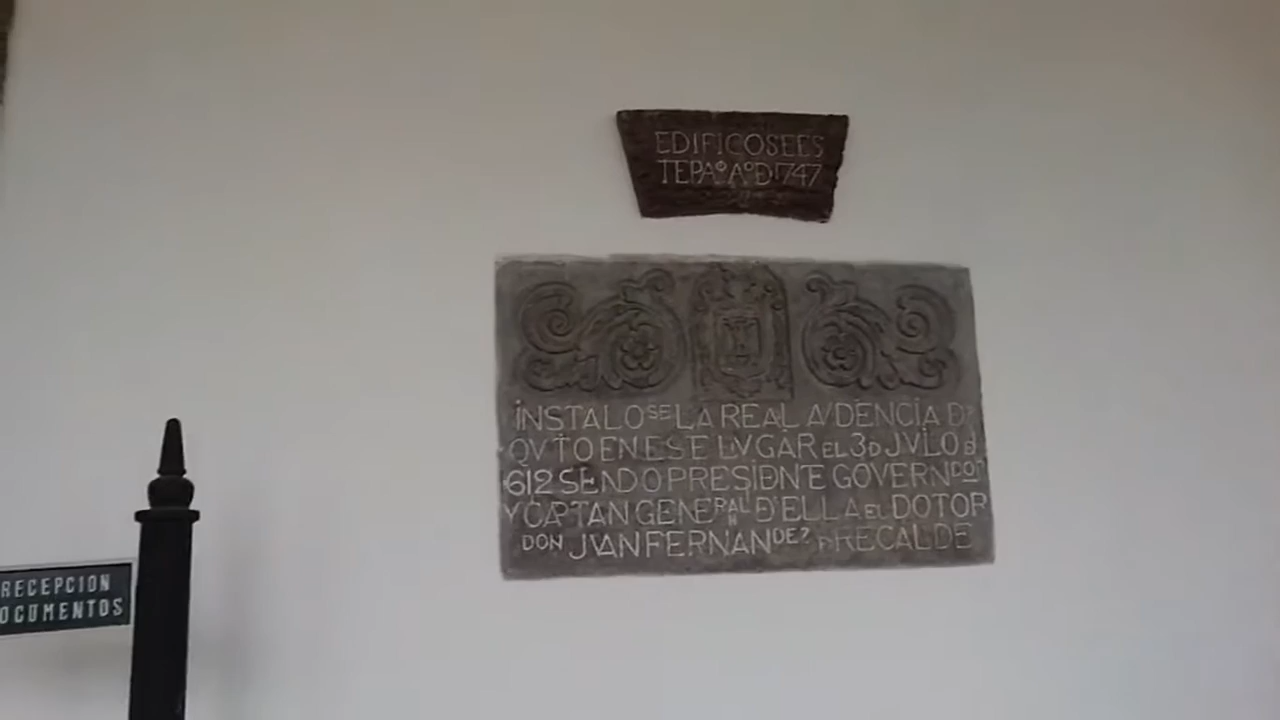 EDIFICOSEES
TEPAº Aº D 1747
INSTALOSE LA REAL AVDENCIA D
QVITO EN ESE LVGAR EL 3 D JVLO D
612 SENDO PRESIDNTE GOVERNDOR
Y CAPTAN GENERAL D ELLA EL DOTOR
DON JVAN FERNANDEZ D RECALDE
RECEPCION
OCUMENTOS